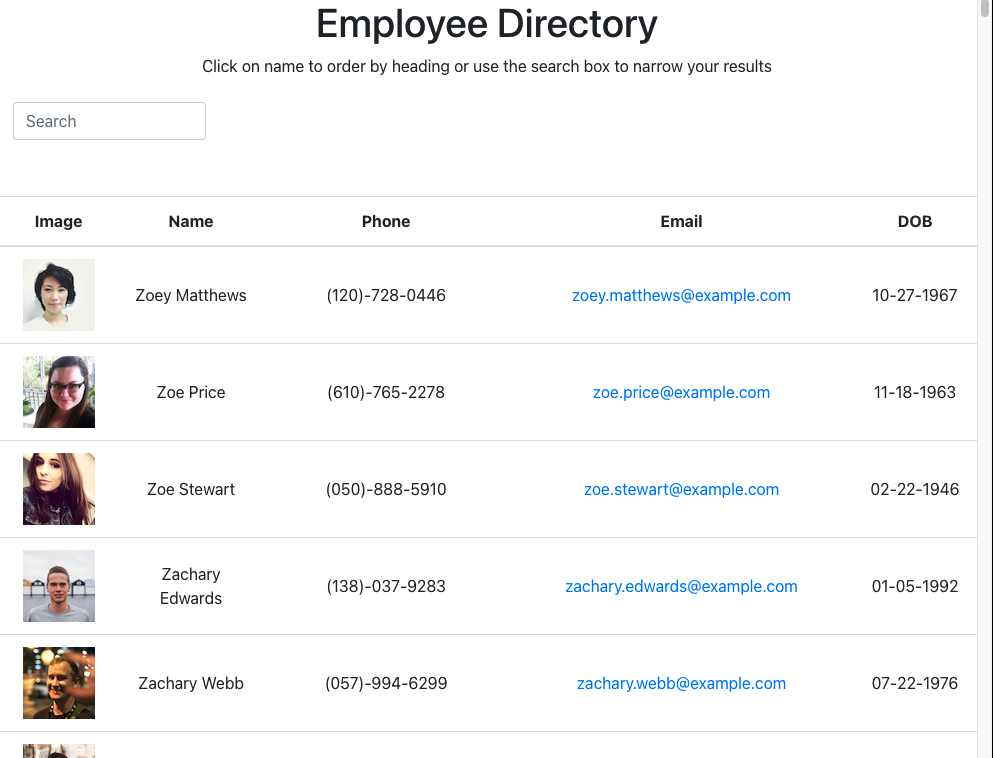 Employee Directory
Click on name to order by heading or use the search box to narrow your results
Search
Image Name Phone Email DOB
Zoey Matthews (120)-728-0446 zoey.matthews@example.com 10-27-1967
Zoe Price (610)-765-2278 zoe.price@example.com 11-18-1963
Zoe Stewart (050)-888-5910 zoe.stewart@example.com 02-22-1946
Zachary
Edwards (138)-037-9283 zachary.edwards@example.com 01-05-1992
Zachary Webb (057)-994-6299 zachary.webb@example.com 07-22-1976